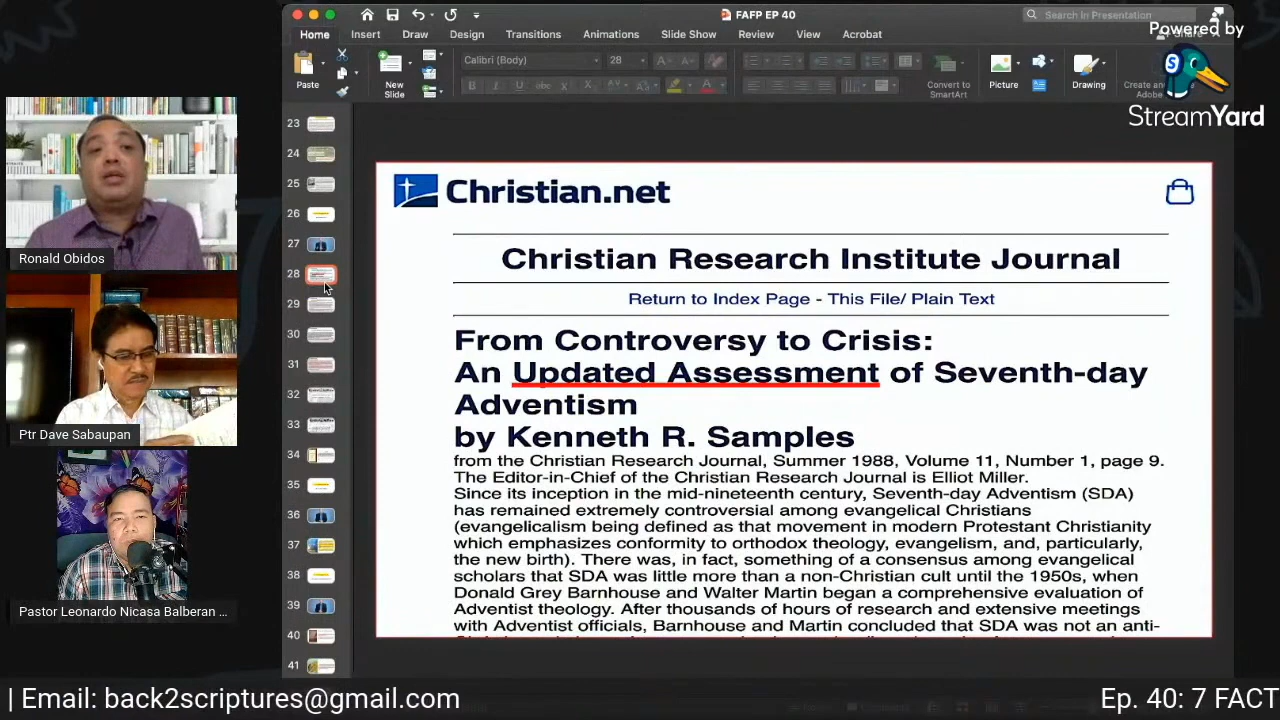 FAFP EP 40
Search in Presentation
Powered by
StreamYard
Home Insert Draw Design Transitions Animations Slide Show Review View Acrobat
Paste
New
Slide
Calibri (Body) 28
Convert to
SmartArt
Picture
Drawing
Create and
Adobe
Ronald Obidos
Ptr Dave Sabaupan
Pastor Leonardo Nicasa Balberan ...
23
24
25
26
27
28
29
30
31
32
33
34
35
36
37
38
39
40
41
Christian.net
Christian Research Institute Journal
Return to Index Page - This File/ Plain Text
From Controversy to Crisis:
An Updated Assessment of Seventh-day
Adventism
by Kenneth R. Samples
from the Christian Research Journal, Summer 1988, Volume 11, Number 1, page 9.
The Editor-in-Chief of the Christian Research Journal is Elliot Miller.
Since its inception in the mid-nineteenth century, Seventh-day Adventism (SDA)
has remained extremely controversial among evangelical Christians
(evangelicalism being defined as that movement in modern Protestant Christianity
which emphasizes conformity to orthodox theology, evangelism, and, particularly,
the new birth). There was, in fact, something of a consensus among evangelical
scholars that SDA was little more than a non-Christian cult until the 1950s, when
Donald Grey Barnhouse and Walter Martin began a comprehensive evaluation of
Adventist theology. After thousands of hours of research and extensive meetings
with Adventist officials, Barnhouse and Martin concluded that SDA was not an anti-
| Email: back2scriptures@gmail.com
Ep. 40: 7 FACT